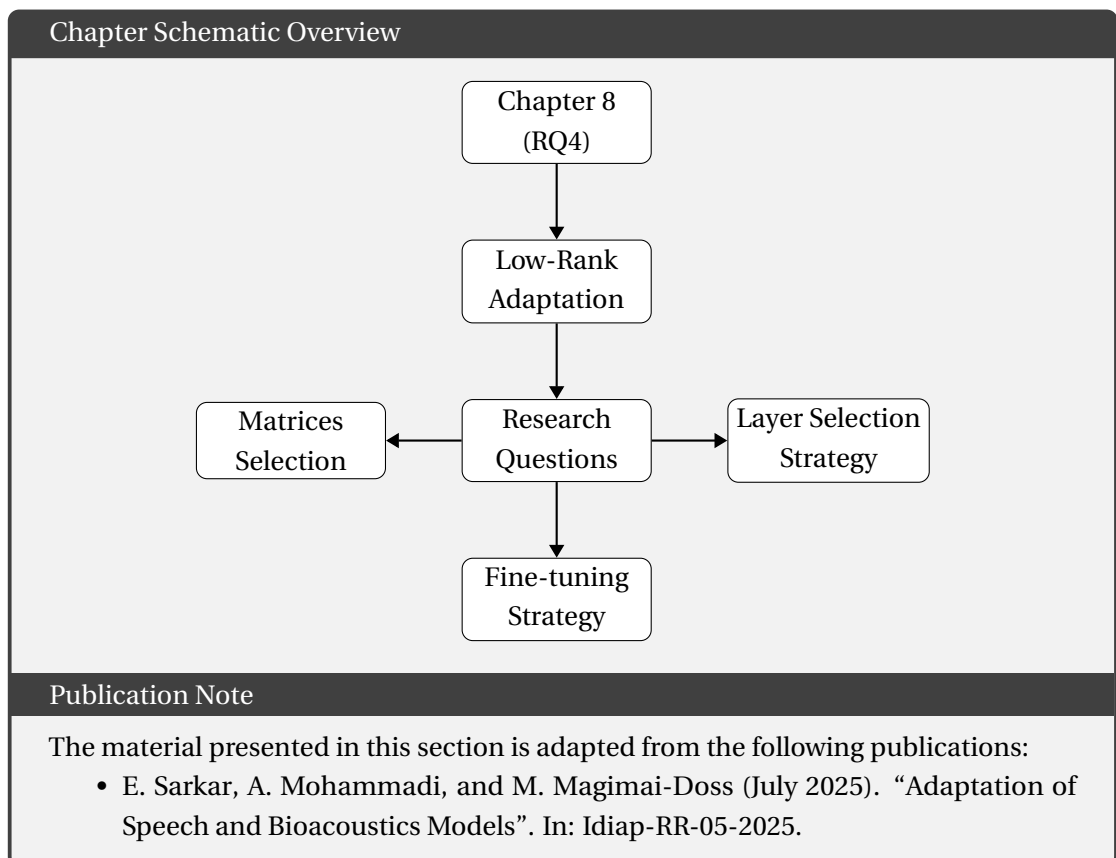 Chapter Schematic Overview
Chapter 8
(RQ4)
Low-Rank
Adaptation
Matrices
Selection
Research
Questions
Layer Selection
Strategy
Fine-tuning
Strategy
Publication Note
The material presented in this section is adapted from the following publications:
• E. Sarkar, A. Mohammadi, and M. Magimai-Doss (July 2025). “Adaptation of
Speech and Bioacoustics Models”. In: Idiap-RR-05-2025.